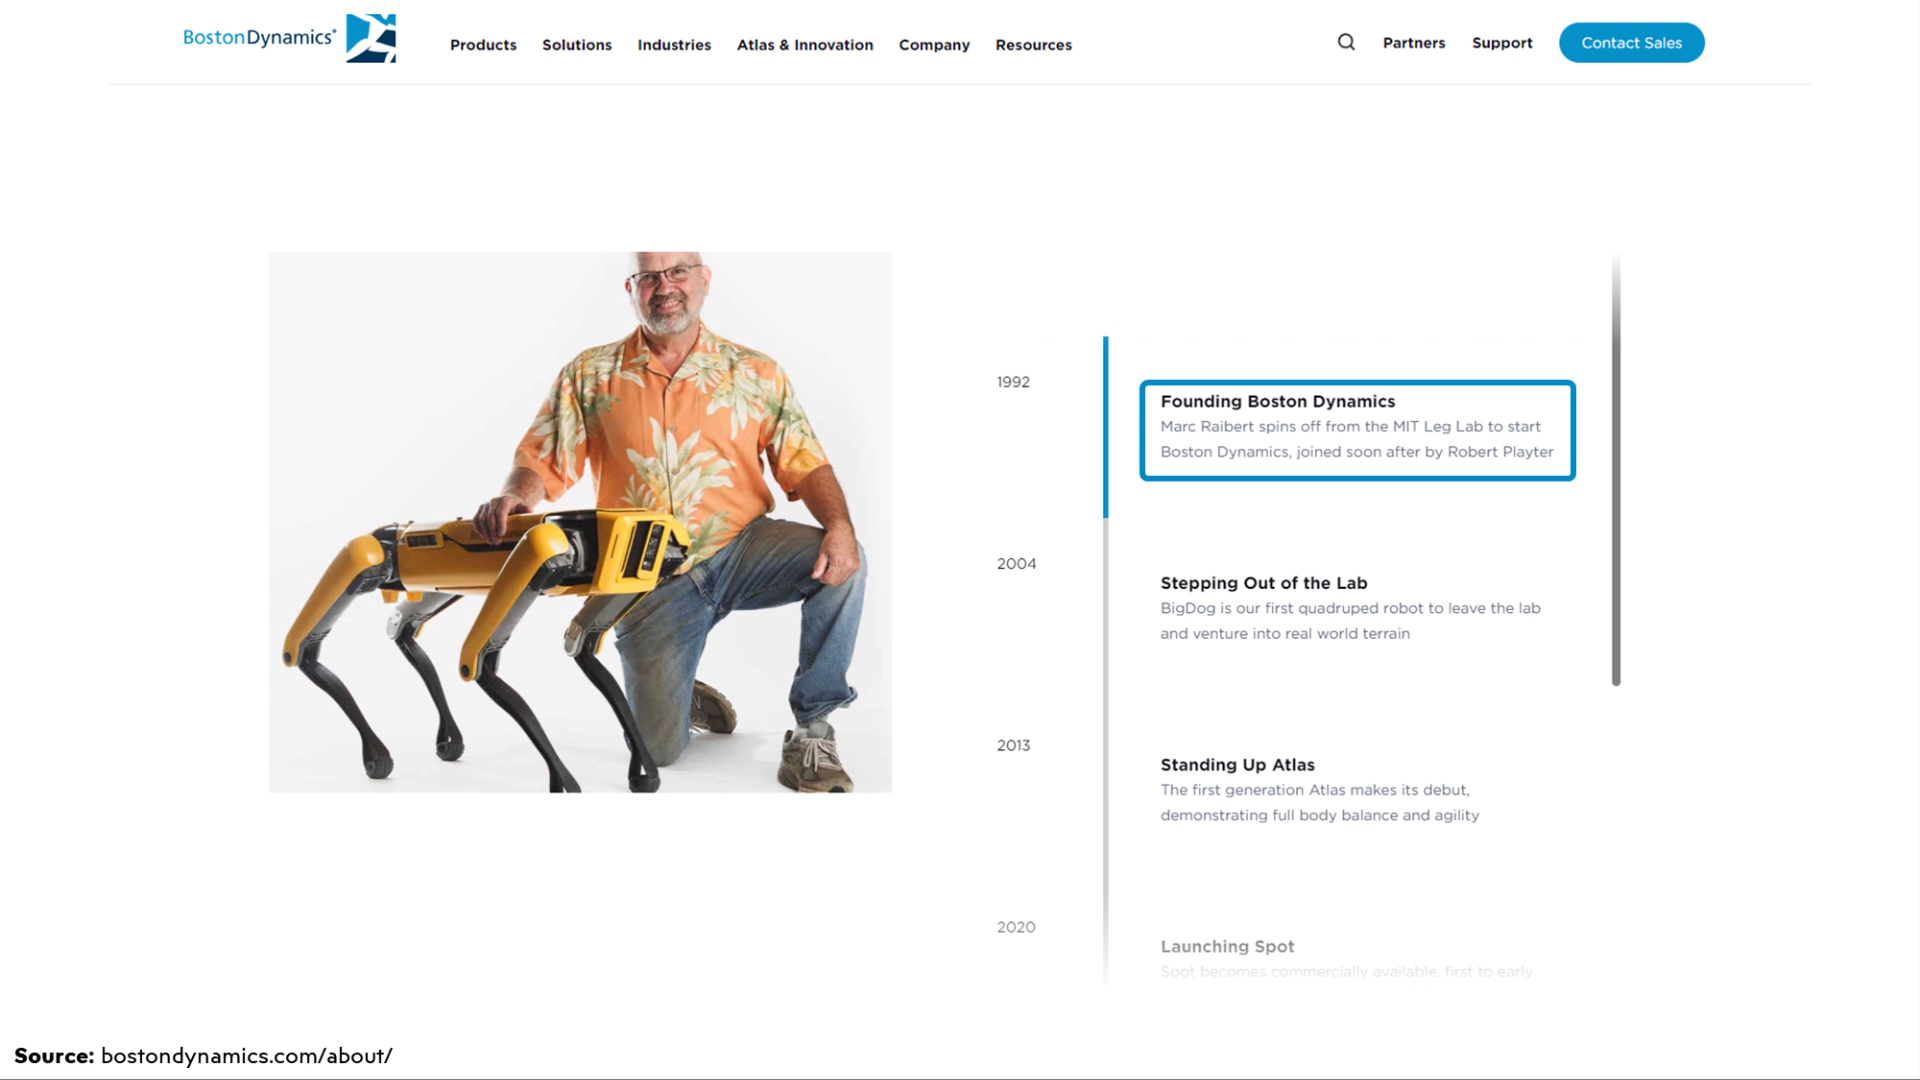 BostonDynamics
Products Solutions Industries Atlas & Innovation Company Resources
Partners Support Contact Sales
1992
Founding Boston Dynamics
Marc Raibert spins off from the MIT Leg Lab to start
Boston Dynamics, joined soon after by Robert Playter
2004
Stepping Out of the Lab
BigDog is our first quadruped robot to leave the lab
and venture into real world terrain
2013
Standing Up Atlas
The first generation Atlas makes its debut,
demonstrating full body balance and agility
2020
Launching Spot
Spot becomes commercially available, first to early
Source: bostondynamics.com/about/